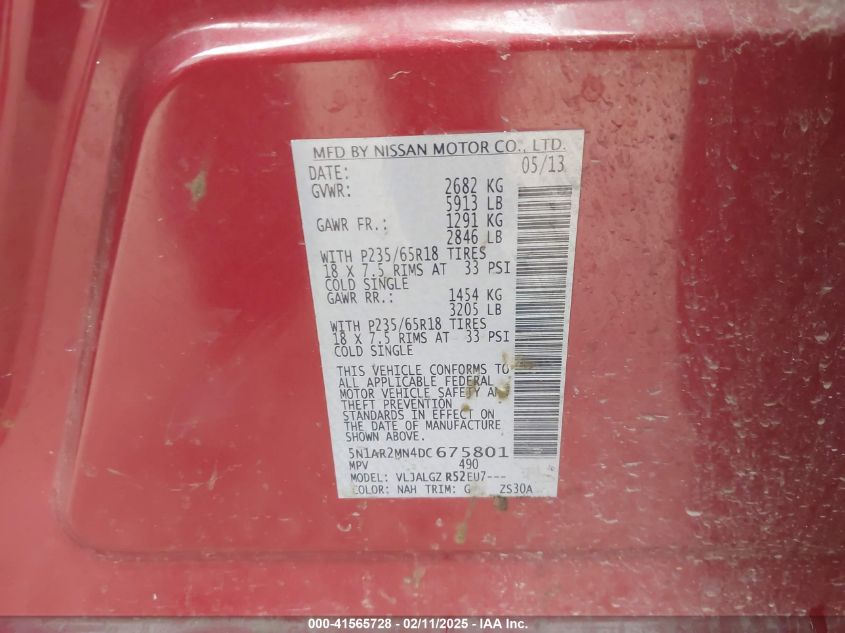 MFD BY NISSAN MOTOR CO., LTD.
DATE: 05/13
GVWR: 2682 KG
5913 LB
GAWR FR.: 1291 KG
2846 LB
WITH P235/65R18 TIRES
18 X 7.5 RIMS AT 33 PSI
COLD SINGLE
GAWR RR.: 1454 KG
3205 LB
WITH P235/65R18 TIRES
18 X 7.5 RIMS AT 33 PSI
COLD SINGLE
THIS VEHICLE CONFORMS TO
ALL APPLICABLE FEDERAL
MOTOR VEHICLE SAFETY AND
THEFT PREVENTION
STANDARDS IN EFFECT ON
THE DATE OF MANUFACTURE
SHOWN ABOVE.
5N1AR2MN4DC675801
MPV 490
MODEL: VLJALGZ R52EU7---
COLOR: NAH TRIM: G ZS30A
000-41565728 - 02/11/2025 - IAA Inc.